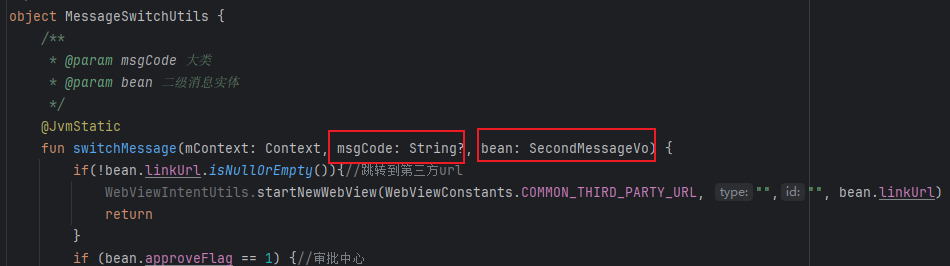 object MessageSwitchUtils {
/**
* @param msgCode 大类
* @param bean 二级消息实体
*/
@JvmStatic
fun switchMessage(mContext: Context, msgCode: String?, bean: SecondMessageVo) {
if(!bean.linkUrl.isNullOrEmpty()){//跳转到第三方url
WebViewIntentUtils.startNewWebView(WebViewConstants.COMMON_THIRD_PARTY_URL, type: "", id: "", bean.linkUrl)
return
}
if (bean.approveFlag == 1) {//审批中心